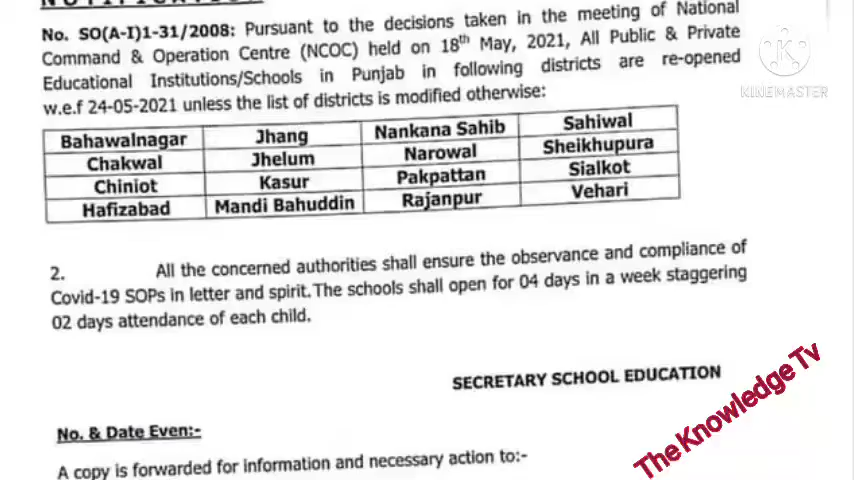 NOTIFICATION
No. SO(A-I)1-31/2008: Pursuant to the decisions taken in the meeting of National
Command & Operation Centre (NCOC) held on 18th May, 2021, All Public & Private
Educational Institutions/Schools in Punjab in following districts are re-opened
w.e.f 24-05-2021 unless the list of districts is modified otherwise:
Bahawalnagar Jhang Nankana Sahib Sahiwal
Chakwal Jhelum Narowal Sheikhupura
Chiniot Kasur Pakpattan Sialkot
Hafizabad Mandi Bahuddin Rajanpur Vehari
2. All the concerned authorities shall ensure the observance and compliance of
Covid-19 SOPs in letter and spirit. The schools shall open for 04 days in a week staggering
02 days attendance of each child.
SECRETARY SCHOOL EDUCATION
No. & Date Even:-
A copy is forwarded for information and necessary action to:-
K
KINEMASTER
The Knowledge Tv